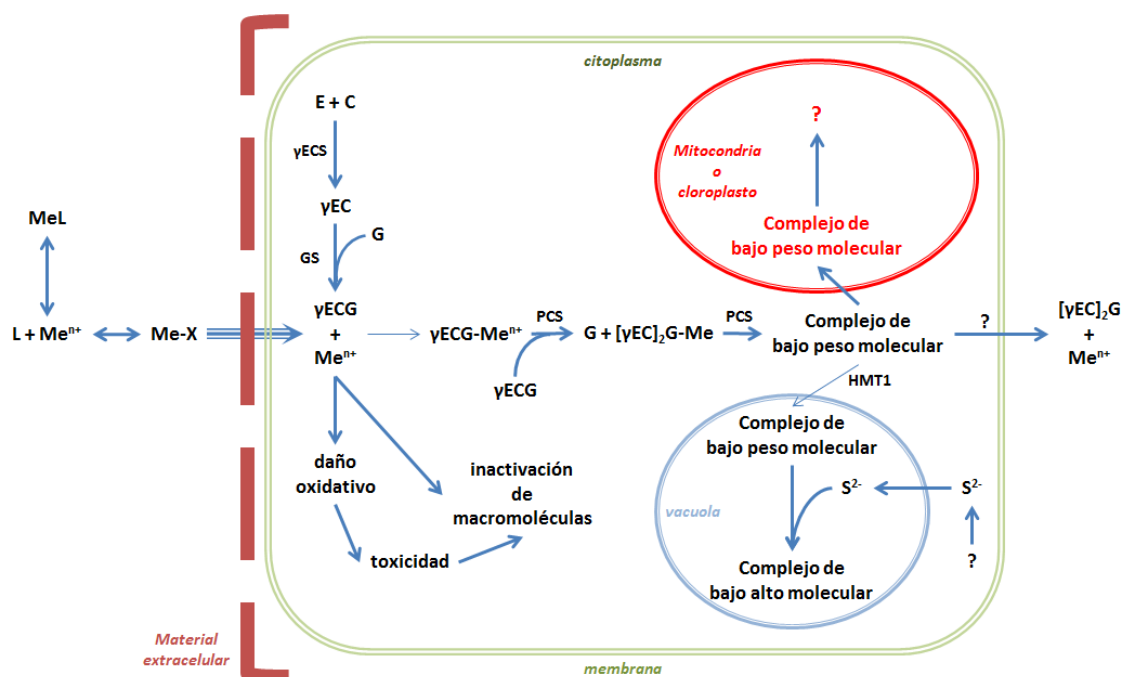 citoplasma
E + C
γECS
γEC
G
GS
MeL
L + Meⁿ⁺
Me-X
γECG
+
Meⁿ⁺
γECG-Meⁿ⁺
PCS
γECG
G + [γEC]₂G-Me
PCS
Complejo de
bajo peso molecular
?
[γEC]₂G
+
Meⁿ⁺
?
Mitocondria
o
cloroplasto
Complejo de
bajo peso molecular
HMT1
Complejo de
bajo peso molecular
S²⁻
S²⁻
?
vacuola
Complejo de
bajo alto molecular
daño
oxidativo
inactivación
de
macromoléculas
toxicidad
Material
extracelular
membrana